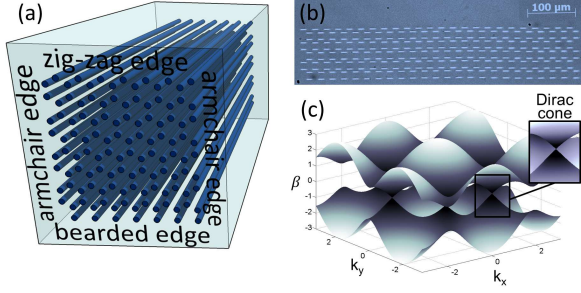 (a)
zig-zag edge
armchair edge
armchair edge
bearded edge
(b)
100 µm
(c)
Dirac
cone
3
2
1
0
-1
-2
-3
β
2
0
-2
k_y
-2
0
2
k_x